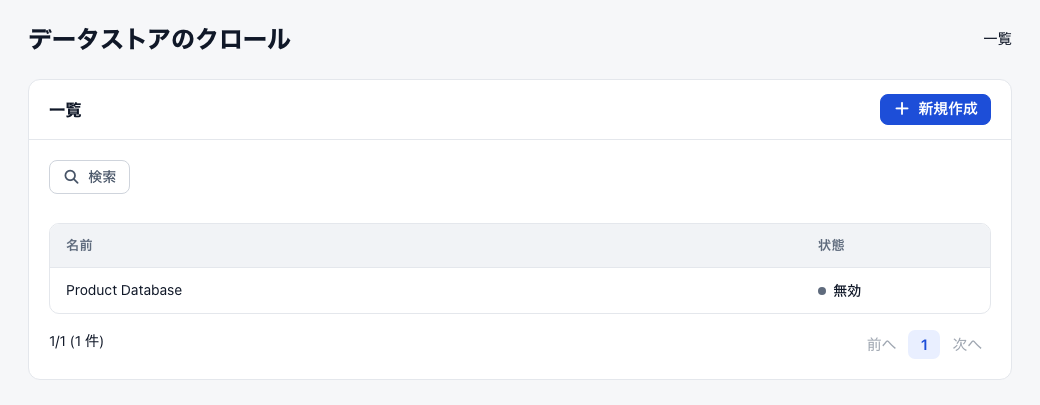 データストアのクロール
一覧
一覧
新規作成
検索
名前 状態
Product Database 無効
1/1 (1 件)
前へ 1 次へ